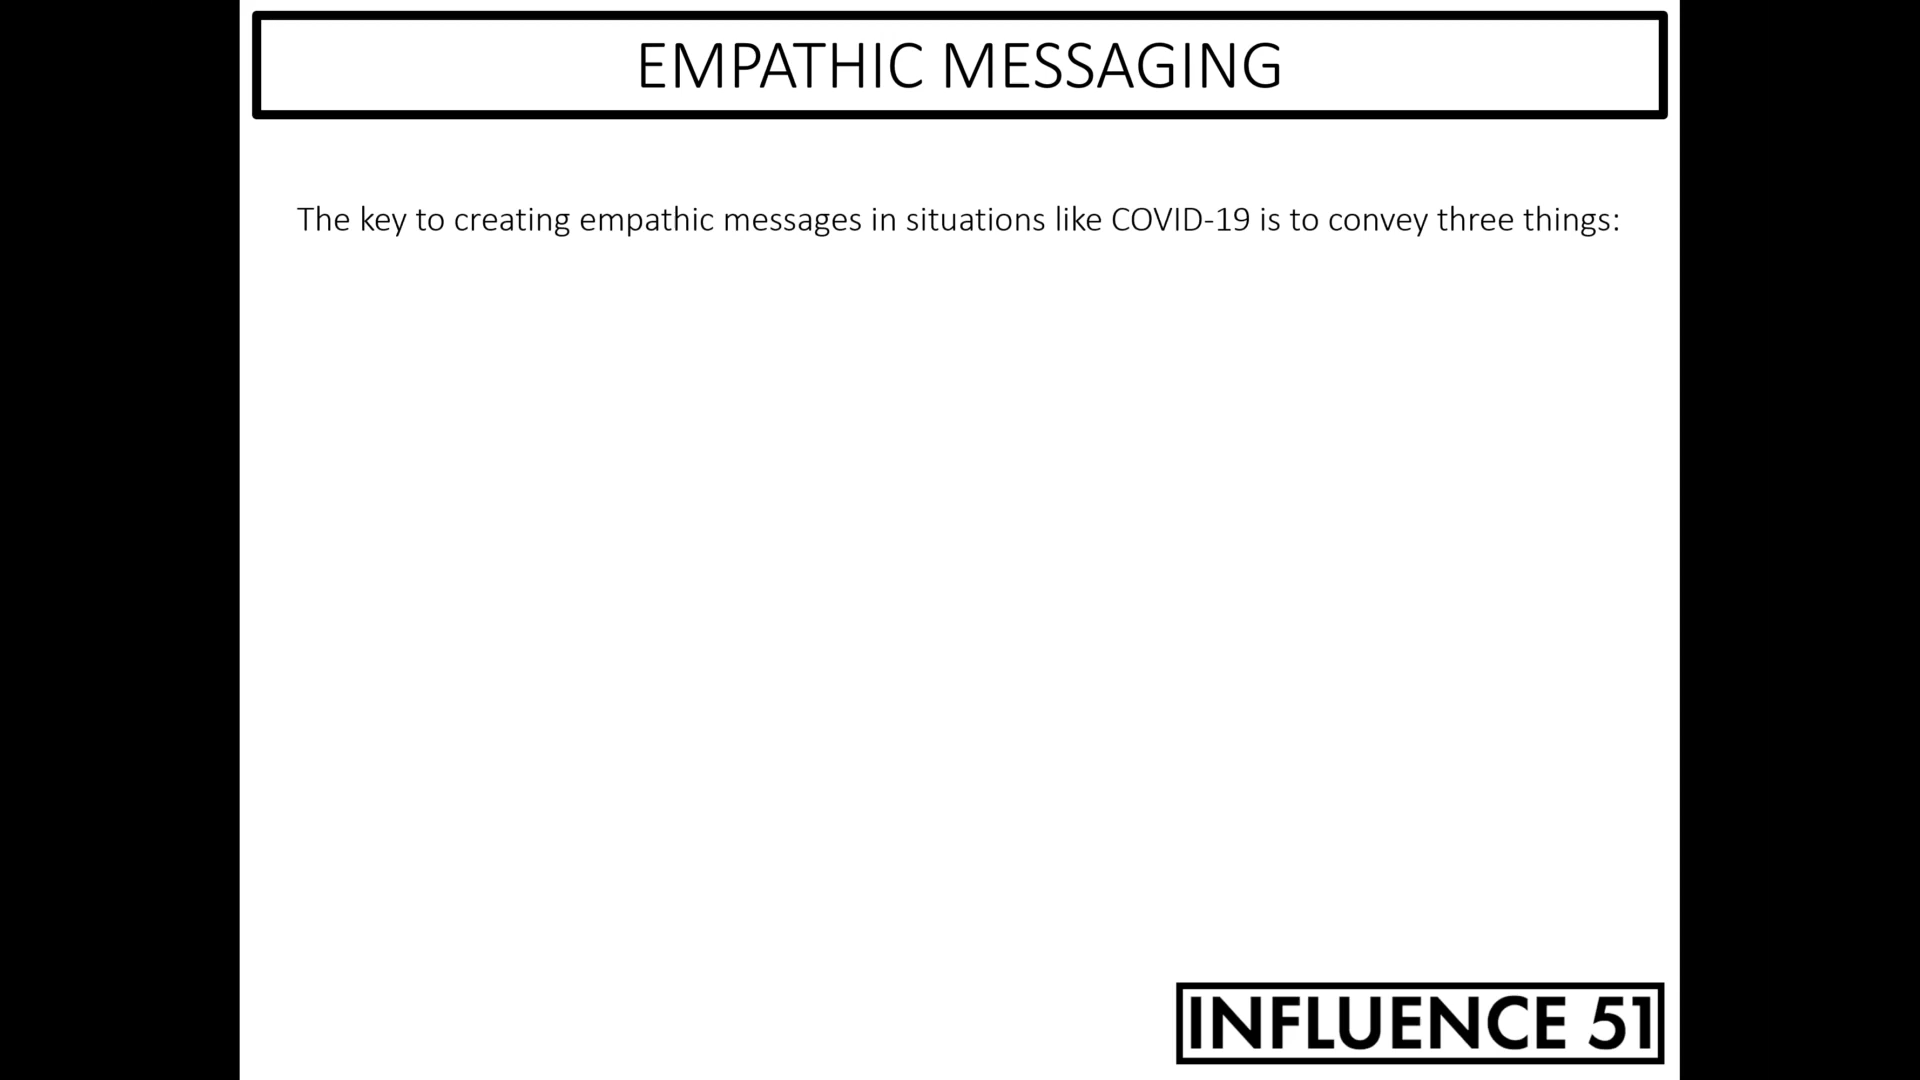 EMPATHIC MESSAGING
The key to creating empathic messages in situations like COVID-19 is to convey three things:
INFLUENCE 51